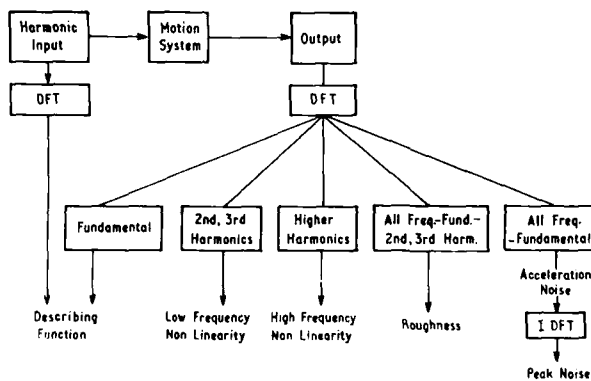 Harmonic
Input
Motion
System
Output
DFT
DFT
Fundamental
2nd, 3rd
Harmonics
Higher
Harmonics
All Freq.-Fund.-
2nd, 3rd Harm.
All Freq.
-Fundamental
Acceleration
Noise
Describing
Function
Low Frequency
Non Linearity
High Frequency
Non Linearity
Roughness
I DFT
Peak Noise